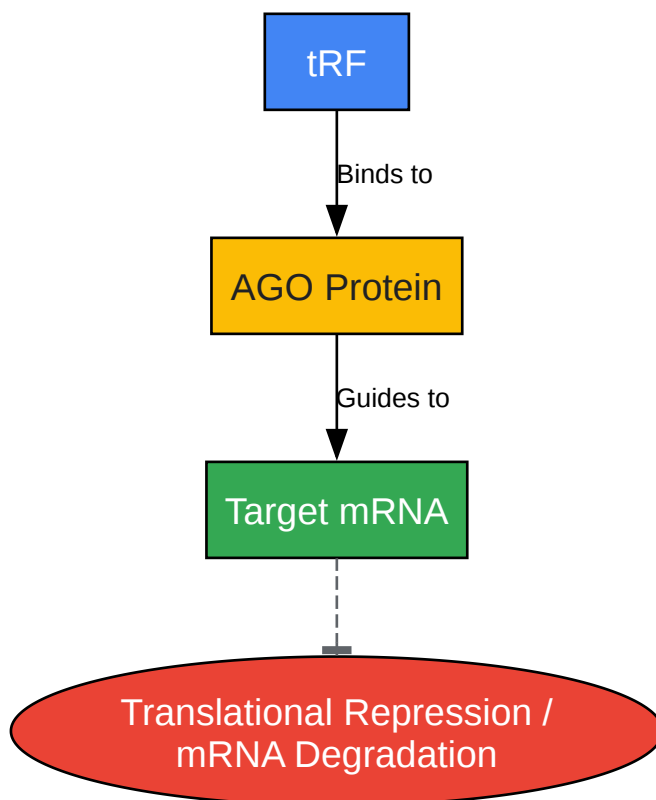 tRF
Binds to
AGO Protein
Guides to
Target mRNA
Translational Repression /
mRNA Degradation